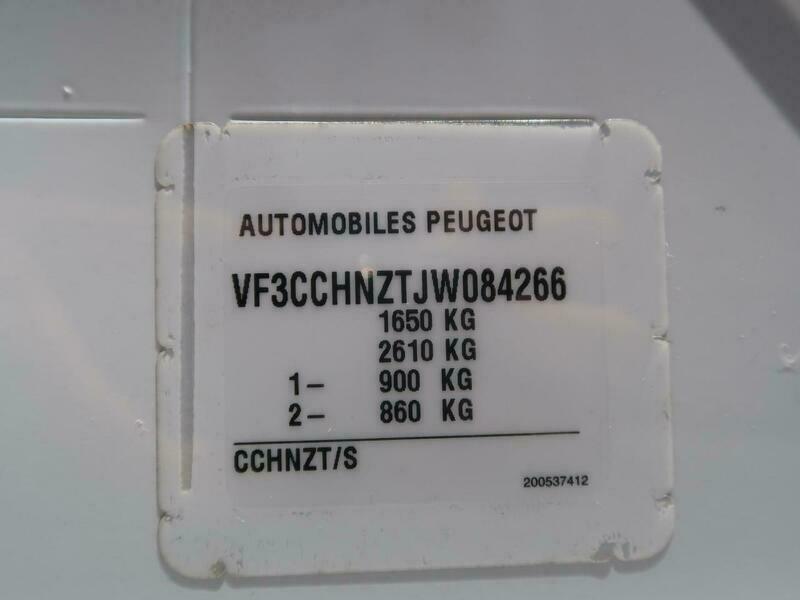 AUTOMOBILES PEUGEOT
VF3CCHNZTJW084266
1650 KG
2610 KG
1- 900 KG
2- 860 KG
CCHNZT/S
200537412